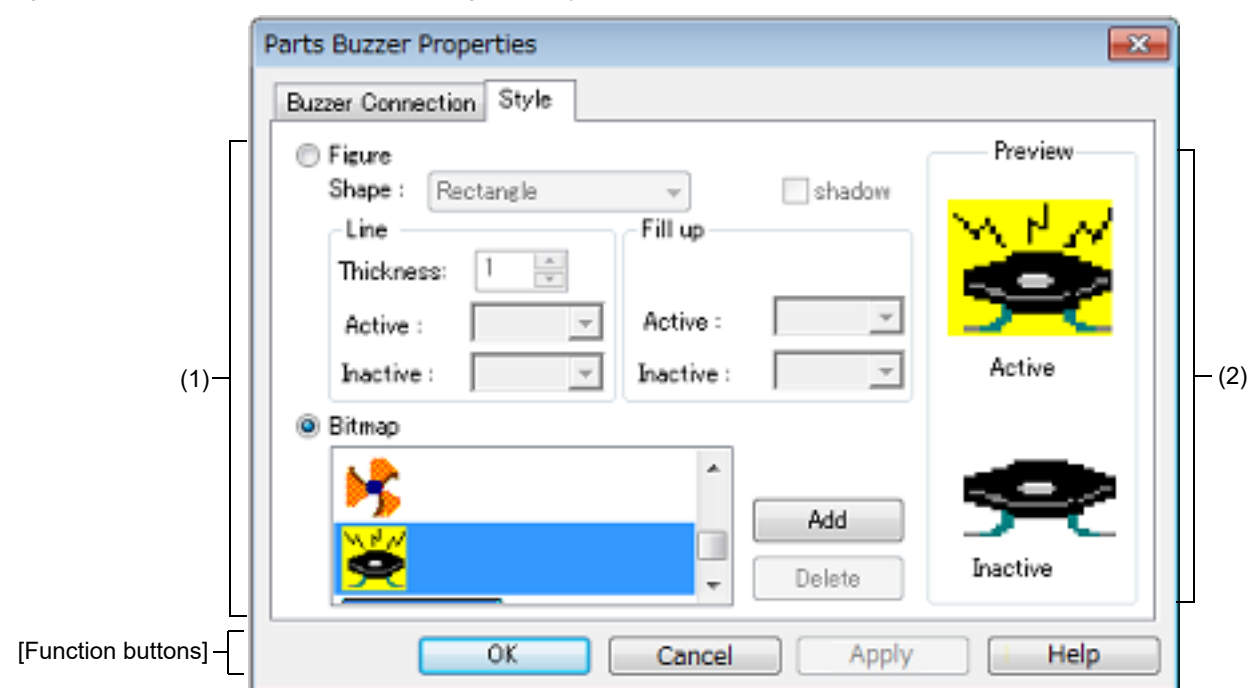 Parts Buzzer Properties
Buzzer Connection Style
Figure
Shape : Rectangle shadow
Line
Thickness: 1
Active :
Inactive :
Fill up
Active :
Inactive :
Bitmap
Add
Delete
Preview
Active
Inactive
(1)
(2)
[Function buttons]
OK Cancel Apply Help